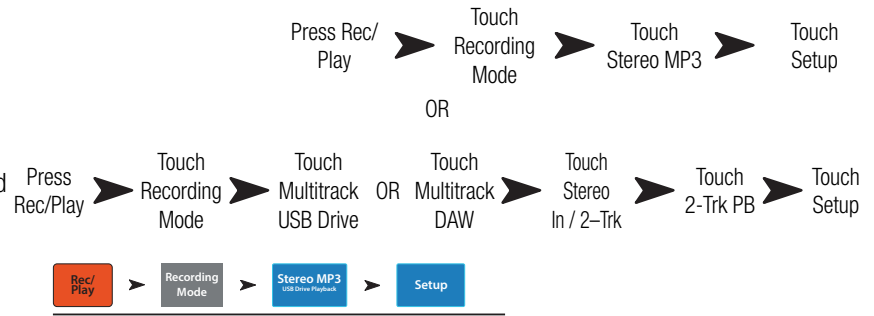 Press Rec/
Play
Touch
Recording
Mode
Touch
Stereo MP3
Touch
Setup
OR
d
Press
Rec/Play
Touch
Recording
Mode
Touch
Multitrack
USB Drive
OR
Touch
Multitrack
DAW
Touch
Stereo
In / 2–Trk
Touch
2-Trk PB
Touch
Setup
Rec/
Play
Recording
Mode
Stereo MP3
USB Drive Playback
Setup